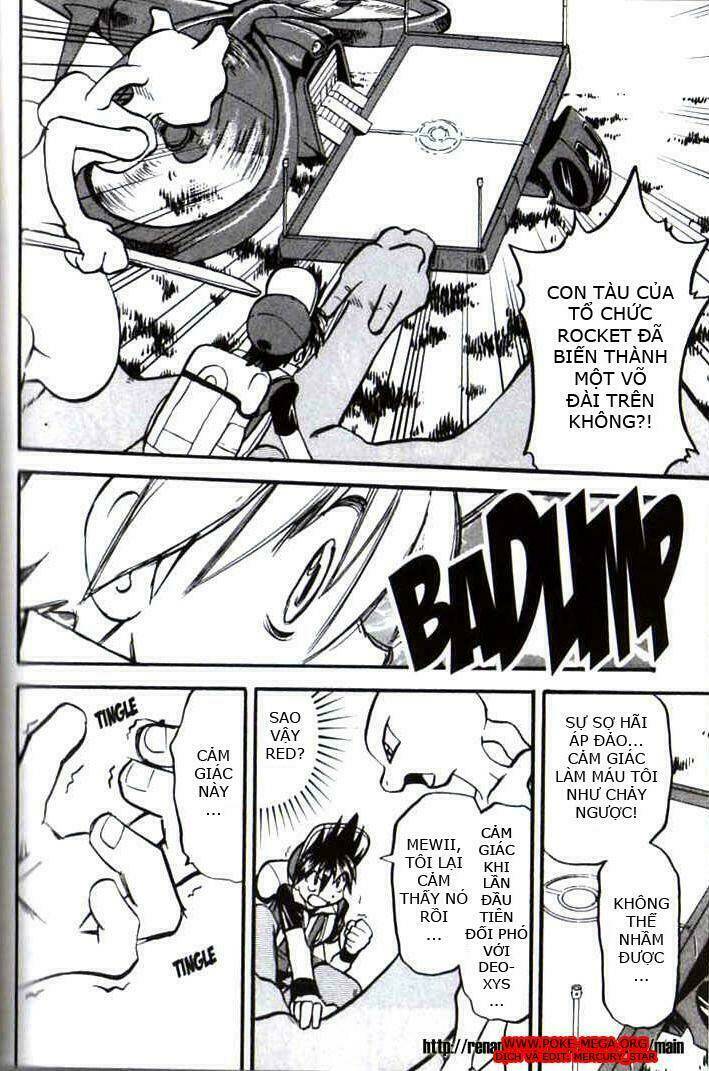 CON TÀU CỦA
TỔ CHỨC
ROCKET ĐÃ
BIẾN THÀNH
MỘT VÕ
ĐÀI TRÊN
KHÔNG?!
BADUMP
TINGLE
CẢM
GIÁC
NÀY
...
TINGLE
SAO
VẬY
RED?
MEWII,
TÔI LẠI
CẢM
THẤY NÓ
RỒI
...
CẢM
GIÁC
KHI
LẦN
ĐẦU
TIÊN
ĐỐI PHÓ
VỚI
DEO-
XYS
...
SỰ SỢ HÃI
ÁP ĐẢO...
CẢM GIÁC
LÀM MÁU TÔI
NHƯ CHẢY
NGƯỢC!
KHÔNG
THỂ
NHẦM
ĐƯỢC
...
WWW.POKE-MEGA.ORG
DỊCH VÀ EDIT: MERCURY_STAR